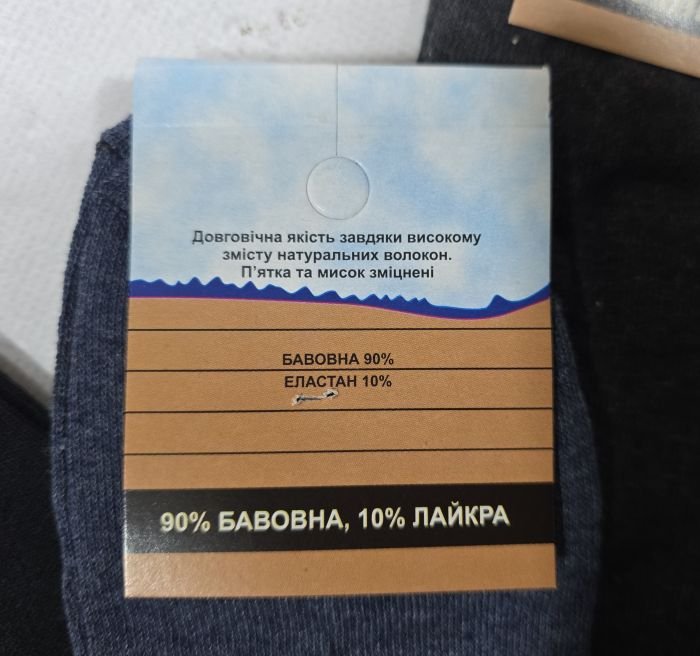 Довговічна якість завдяки високому
змісту натуральних волокон.
П'ятка та мисок зміцнені
БАВОВНА 90%
ЕЛАСТАН 10%
90% БАВОВНА, 10% ЛАЙКРА